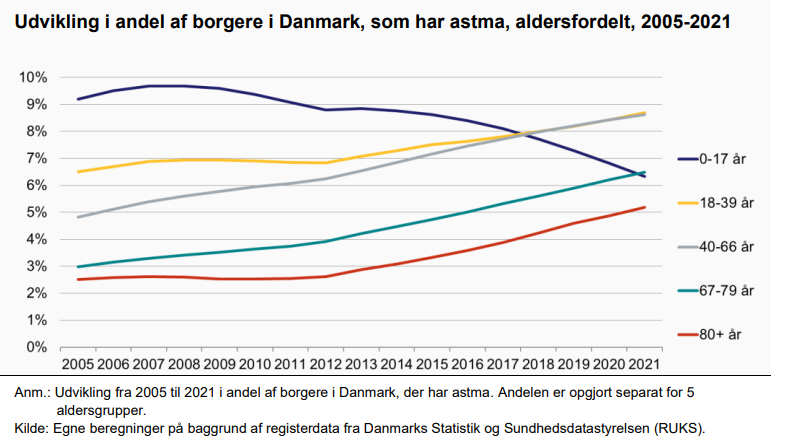 Udvikling i andel af borgere i Danmark, som har astma, aldersfordelt, 2005-2021
10%
9%
8%
7%
6%
5%
4%
3%
2%
1%
0%
2005 2006 2007 2008 2009 2010 2011 2012 2013 2014 2015 2016 2017 2018 2019 2020 2021
0-17 år
18-39 år
40-66 år
67-79 år
80+ år
Anm.: Udvikling fra 2005 til 2021 i andel af borgere i Danmark, der har astma. Andelen er opgjort separat for 5
aldersgrupper.
Kilde: Egne beregninger på baggrund af registerdata fra Danmarks Statistik og Sundhedsdatastyrelsen (RUKS).